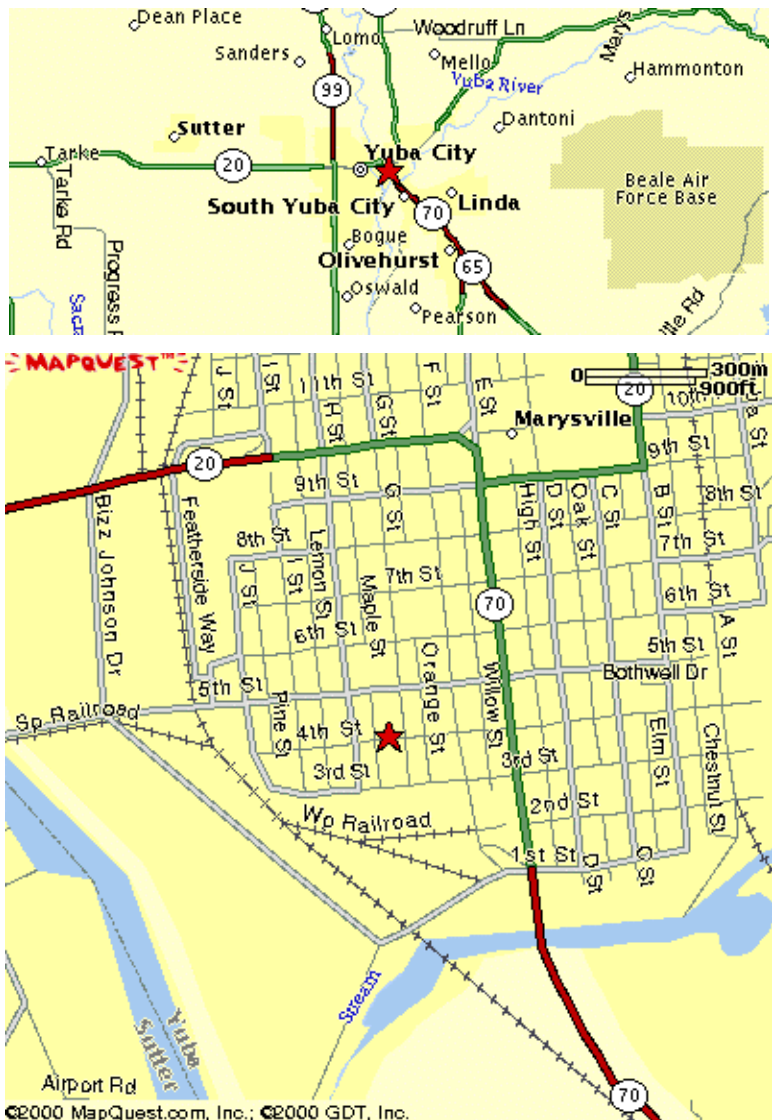 Dean Place
Lomo
Woodruff Ln
Marys
Sanders
Mello
Hammonton
Yuba River
99
Dantoni
Sutter
Tarke
20
Yuba City
Beale Air
Force Base
South Yuba City
Linda
70
Tarke Rd
Bogue
Olivehurst
65
Progress
Oswald
Pearson
MAPQUEST™
0
300m
900ft
J St
I St
11th St
H St
G St
F St
E St
20
10th
Marysville
20
9th St
9th St
G St
8th St
Bizz Johnson Dr
Featherside Way
8th St
Lemon St
High St
D St
Oak St
C St
B St
7th St
J St
I St
Maple St
7th St
70
6th St
6th St
Orange St
A St
5th St
Willow St
Bothwell Dr
5th St
Sp Railroad
Pine St
4th St
3rd St
3rd St
Elm St
Chestnut St
Wp Railroad
2nd St
1st St
D St
C St
Stream
Yuba
Sutter
Airport Rd
70
©2000 MapQuest.com, Inc.; ©2000 GDT, Inc.